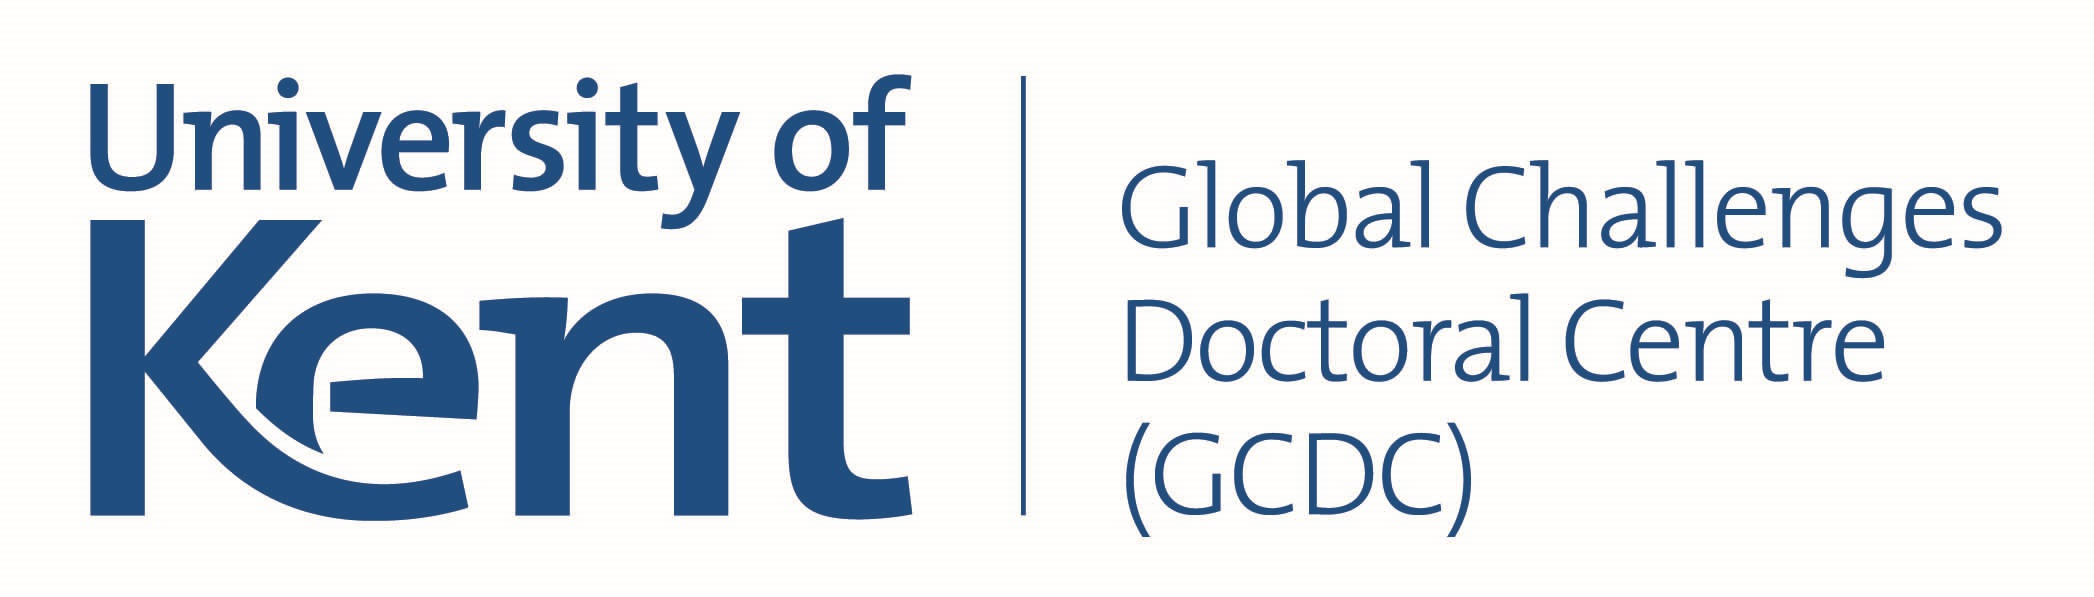 University of
Kent
Global Challenges
Doctoral Centre
(GCDC)